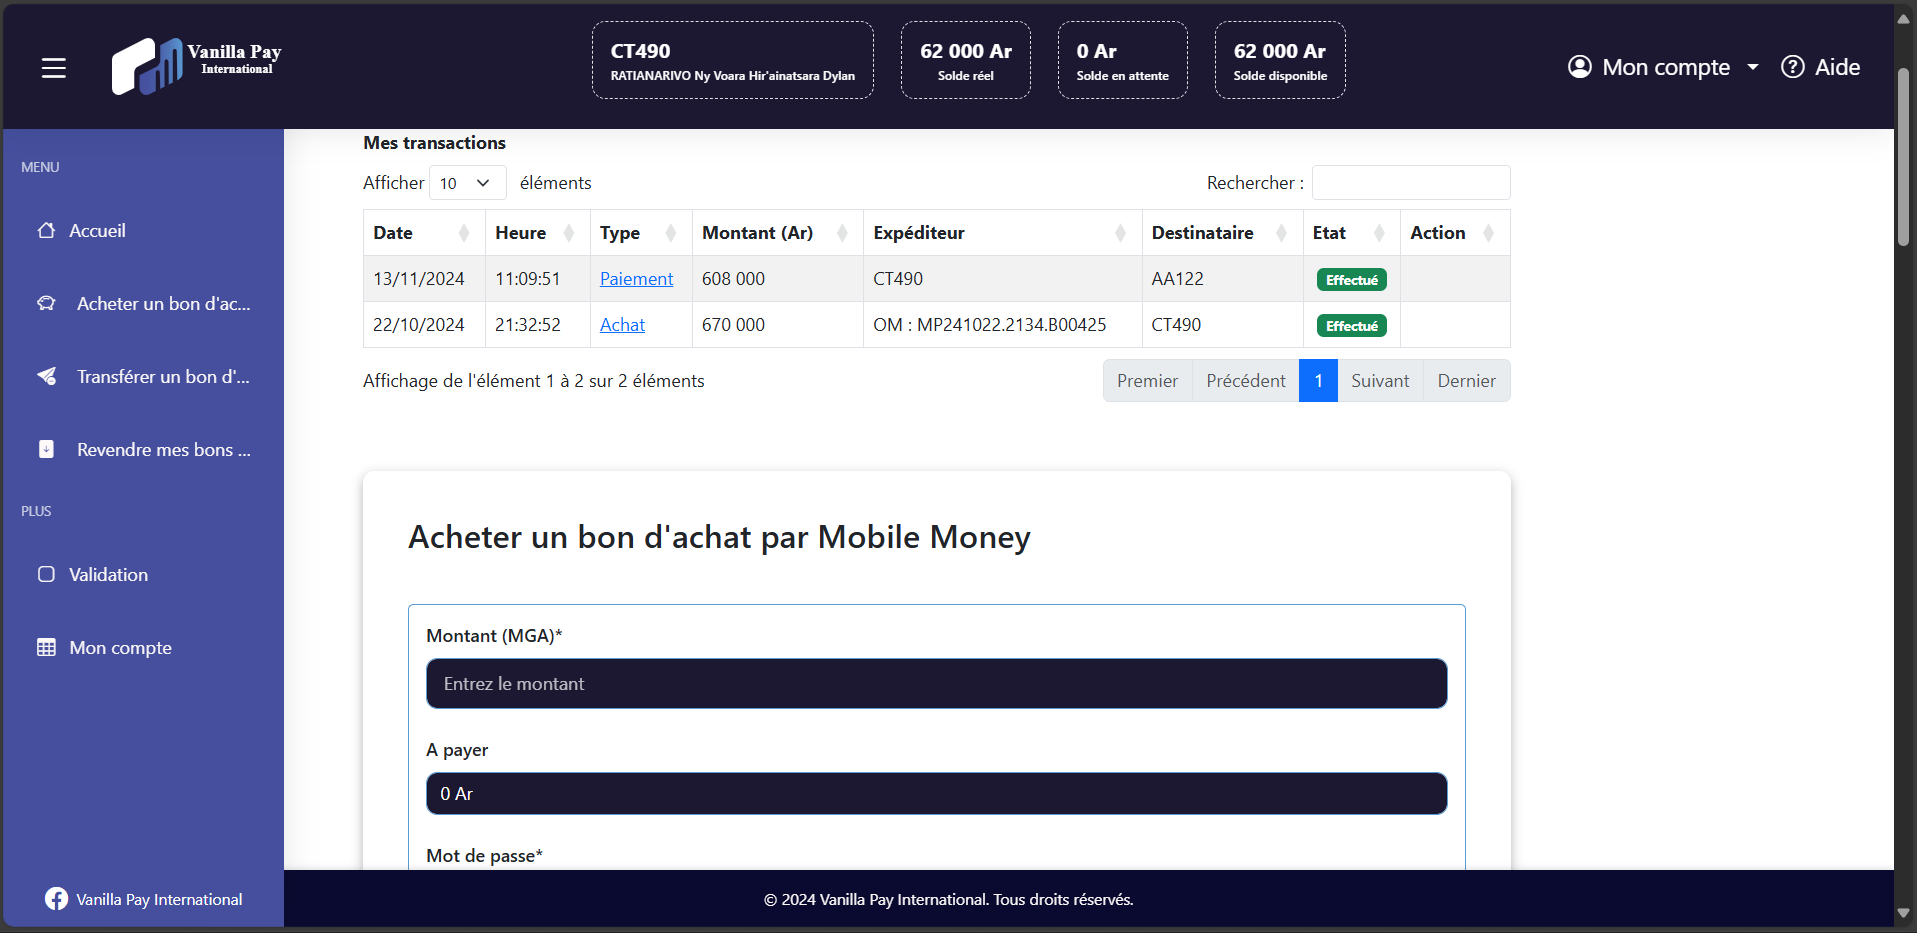 Vanilla Pay
International
CT490
RATIANARIVO Ny Voara Hir'ainatsara Dylan
62 000 Ar
Solde réel
0 Ar
Solde en attente
62 000 Ar
Solde disponible
Mon compte
Aide
MENU
Accueil
Acheter un bon d'ac...
Transférer un bon d'...
Revendre mes bons ...
PLUS
Validation
Mon compte
Vanilla Pay International
Mes transactions
Afficher 10 éléments
Rechercher :
Date Heure Type Montant (Ar) Expéditeur Destinataire Etat Action
13/11/2024 11:09:51 Paiement 608 000 CT490 AA122 Effectué
22/10/2024 21:32:52 Achat 670 000 OM : MP241022.2134.B00425 CT490 Effectué
Affichage de l'élément 1 à 2 sur 2 éléments
Premier Précédent 1 Suivant Dernier
Acheter un bon d'achat par Mobile Money
Montant (MGA)*
Entrez le montant
A payer
0 Ar
Mot de passe*
© 2024 Vanilla Pay International. Tous droits réservés.